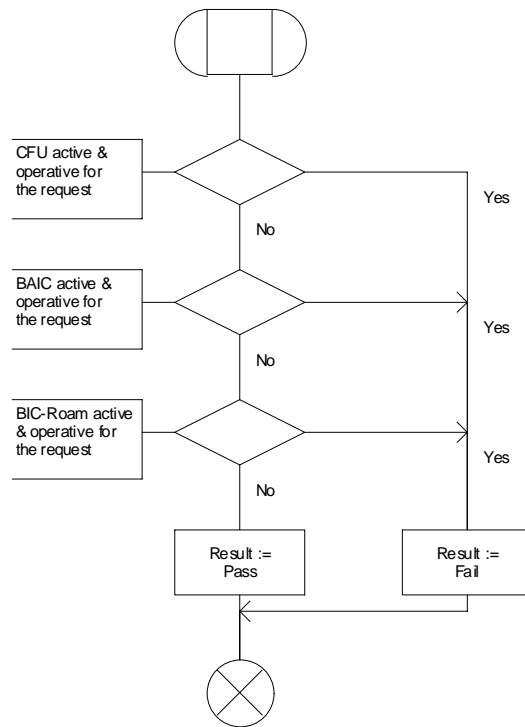 CFU active &
operative for
the request
Yes
No
BAIC active &
operative for
the request
Yes
No
BIC-Roam active
& operative for
the request
Yes
No
Result :=
Pass
Result :=
Fail